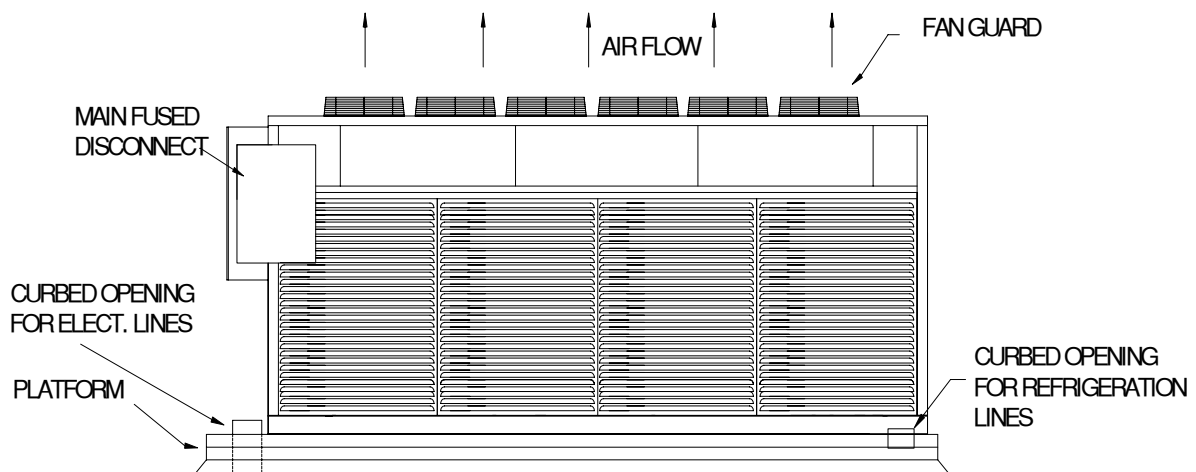 FAN GUARD
AIR FLOW
MAIN FUSED
DISCONNECT
CURBED OPENING
FOR ELECT. LINES
PLATFORM
CURBED OPENING
FOR REFRIGERATION
LINES